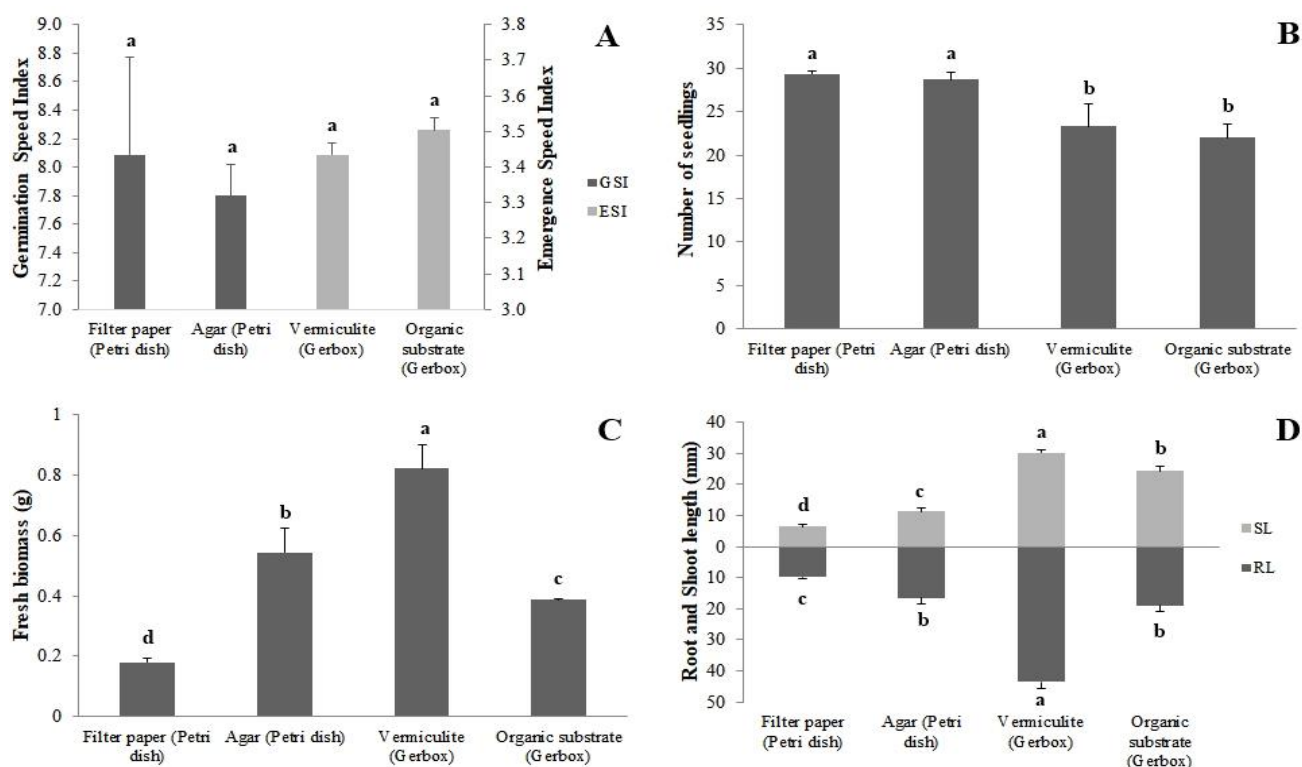 A
Germination Speed Index
9.0
8.8
8.6
8.4
8.2
8.0
7.8
7.6
7.4
7.2
7.0
a
a
a
a
3.8
3.7
3.6
3.5
3.4
3.3
3.2
3.1
3.0
Emergence Speed Index
GSI
ESI
Filter paper
(Petri dish)
Agar (Petri
dish)
Vermiculite
(Gerbox)
Organic
substrate
(Gerbox)
B
Number of seedlings
35
30
25
20
15
10
5
0
a
a
b
b
Filter paper (Petri
dish)
Agar (Petri dish)
Vermiculite
(Gerbox)
Organic substrate
(Gerbox)
C
Fresh biomass (g)
1
0.8
0.6
0.4
0.2
0
d
b
a
c
Filter paper (Petri
dish)
Agar (Petri dish)
Vermiculite
(Gerbox)
Organic substrate
(Gerbox)
D
Root and Shoot length (mm)
40
30
20
10
0
10
20
30
40
50
d
c
a
b
c
b
a
b
SL
RL
Filter paper
(Petri dish)
Agar (Petri
dish)
Vermiculite
(Gerbox)
Organic
substrate
(Gerbox)